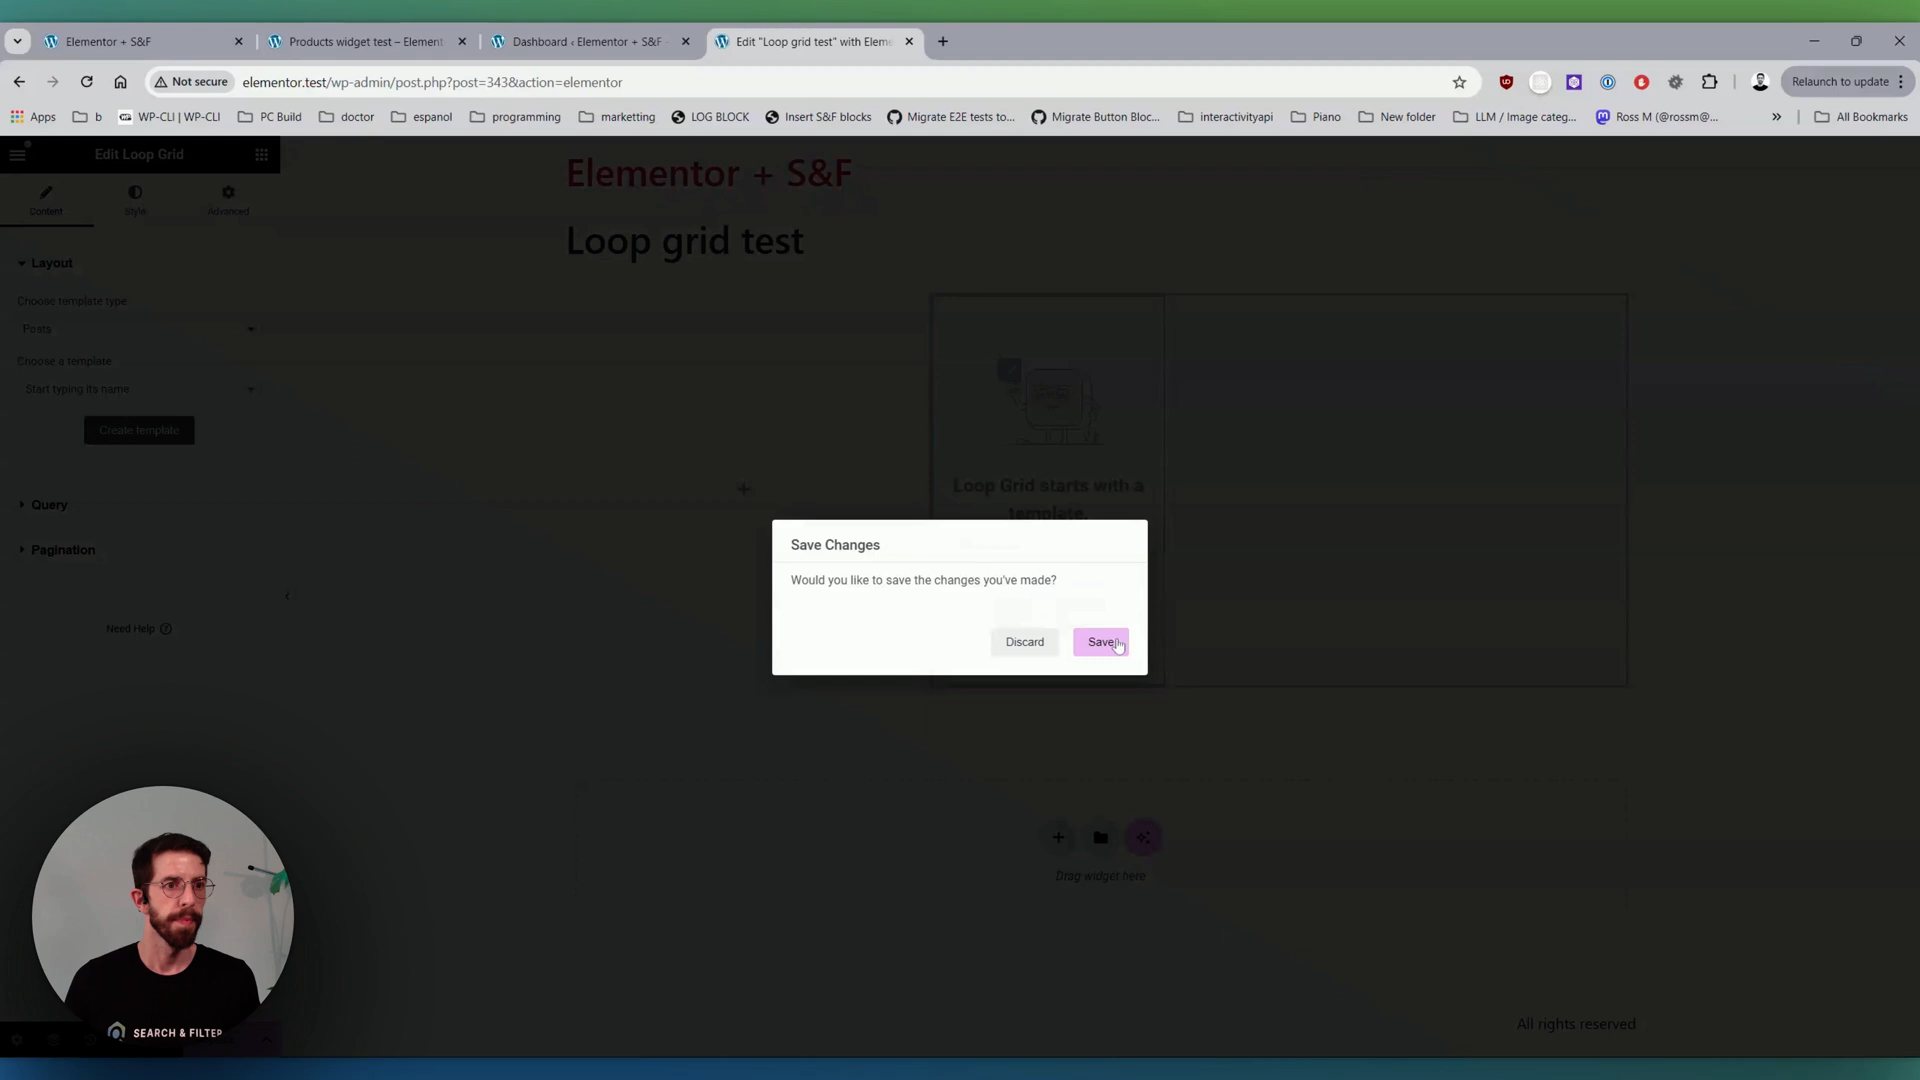 Elementor + S&F
Products widget test – Element
Dashboard ‹ Elementor + S&F
Edit "Loop grid test" with Eleme
Not secure
elementor.test/wp-admin/post.php?post=343&action=elementor
Relaunch to update
Apps
b
WP-CLI | WP-CLI
PC Build
doctor
espanol
programming
marketting
LOG BLOCK
Insert S&F blocks
Migrate E2E tests to...
Migrate Button Bloc...
interactivityapi
Piano
New folder
LLM / Image categ...
Ross M (@rossm@...
All Bookmarks
Edit Loop Grid
Content
Style
Advanced
Layout
Choose template type
Posts
Choose a template
Start typing its name
Create template
Query
Pagination
Need Help
Elementor + S&F
Loop grid test
Loop Grid starts with a
template.
Save Changes
Would you like to save the changes you've made?
Discard
Save
Drag widget here
All rights reserved
SEARCH & FILTER